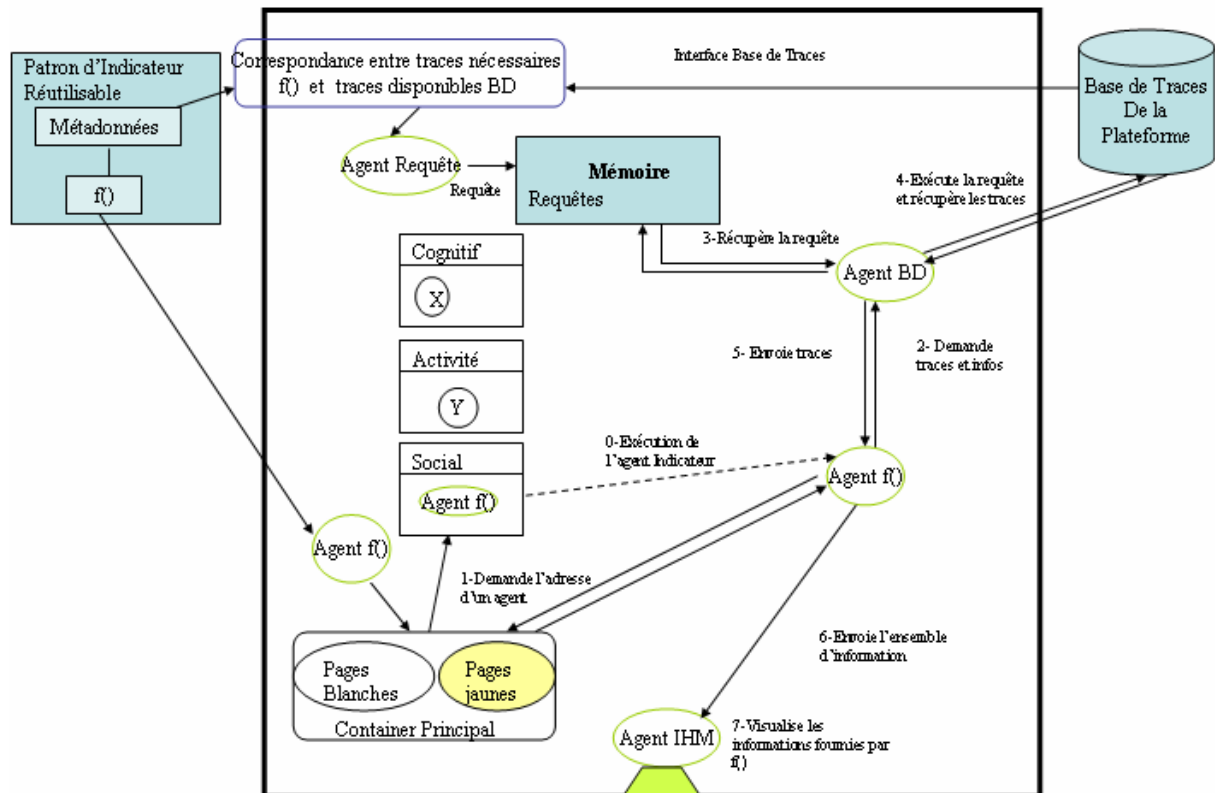 Patron d'Indicateur
Réutilisable
Métadonnées
f()
Correspondance entre traces nécessaires
f() et traces disponibles BD
Interface Base de Traces
Base de Traces
De la
Plateforme
Agent Requête
Requête
Mémoire
Requêtes
4-Exécute la requête
et récupère les traces
3-Récupère la requête
Agent BD
Cognitif
X
Activité
Y
5- Envoie traces
2- Demande
traces et infos
Social
Agent f()
0-Exécution de
l'agent Indicateur
Agent f()
Agent f()
1-Demande l'adresse
d'un agent
Pages
Blanches
Pages
jaunes
Container Principal
6-Envoie l'ensemble
d'information
Agent IHM
7-Visualise les
informations fournies par
f()